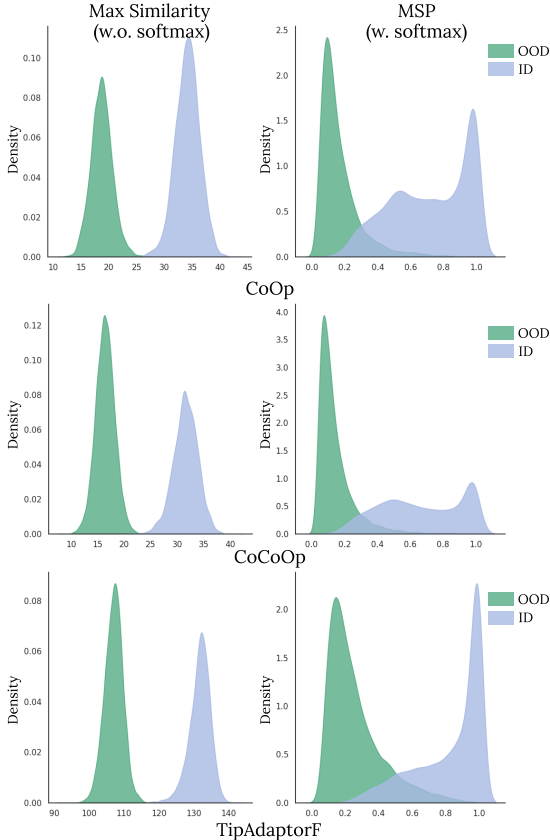 Max Similarity
(w.o. softmax)
MSP
(w. softmax)
Density
0.10
0.08
0.06
0.04
0.02
0.00
10 15 20 25 30 35 40 45
Density
2.5
2.0
1.5
1.0
0.5
0.0
0.0 0.2 0.4 0.6 0.8 1.0
OOD
ID
CoOp
Density
0.12
0.10
0.08
0.06
0.04
0.02
0.00
10 15 20 25 30 35 40
Density
4.0
3.5
3.0
2.5
2.0
1.5
1.0
0.5
0.0
0.0 0.2 0.4 0.6 0.8 1.0
OOD
ID
CoCoOp
Density
0.08
0.06
0.04
0.02
0.00
90 100 110 120 130 140
Density
2.0
1.5
1.0
0.5
0.0
0.0 0.2 0.4 0.6 0.8 1.0
OOD
ID
TipAdaptorF